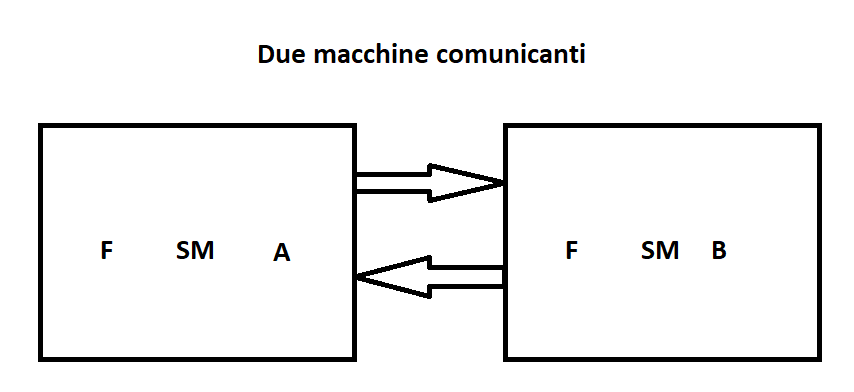 Due macchine comunicanti
F SM A
F SM B